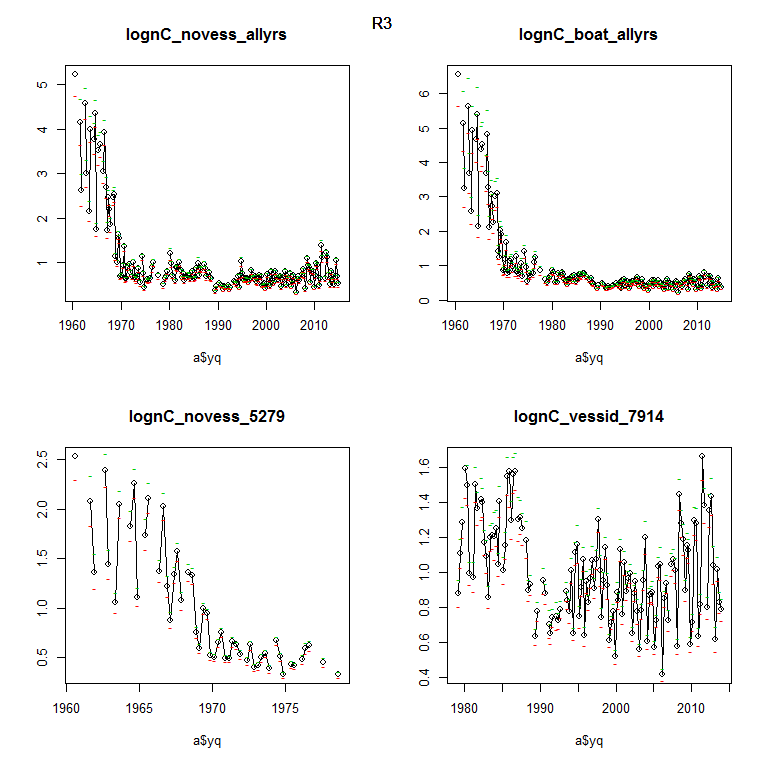 R3
lognC_novess_allyrs
5
4
3
2
1
1960 1970 1980 1990 2000 2010
a$yq
lognC_boat_allyrs
6
5
4
3
2
1
0
1960 1970 1980 1990 2000 2010
a$yq
lognC_novess_5279
2.5
2.0
1.5
1.0
0.5
1960 1965 1970 1975
a$yq
lognC_vessid_7914
1.6
1.4
1.2
1.0
0.8
0.6
0.4
1980 1990 2000 2010
a$yq